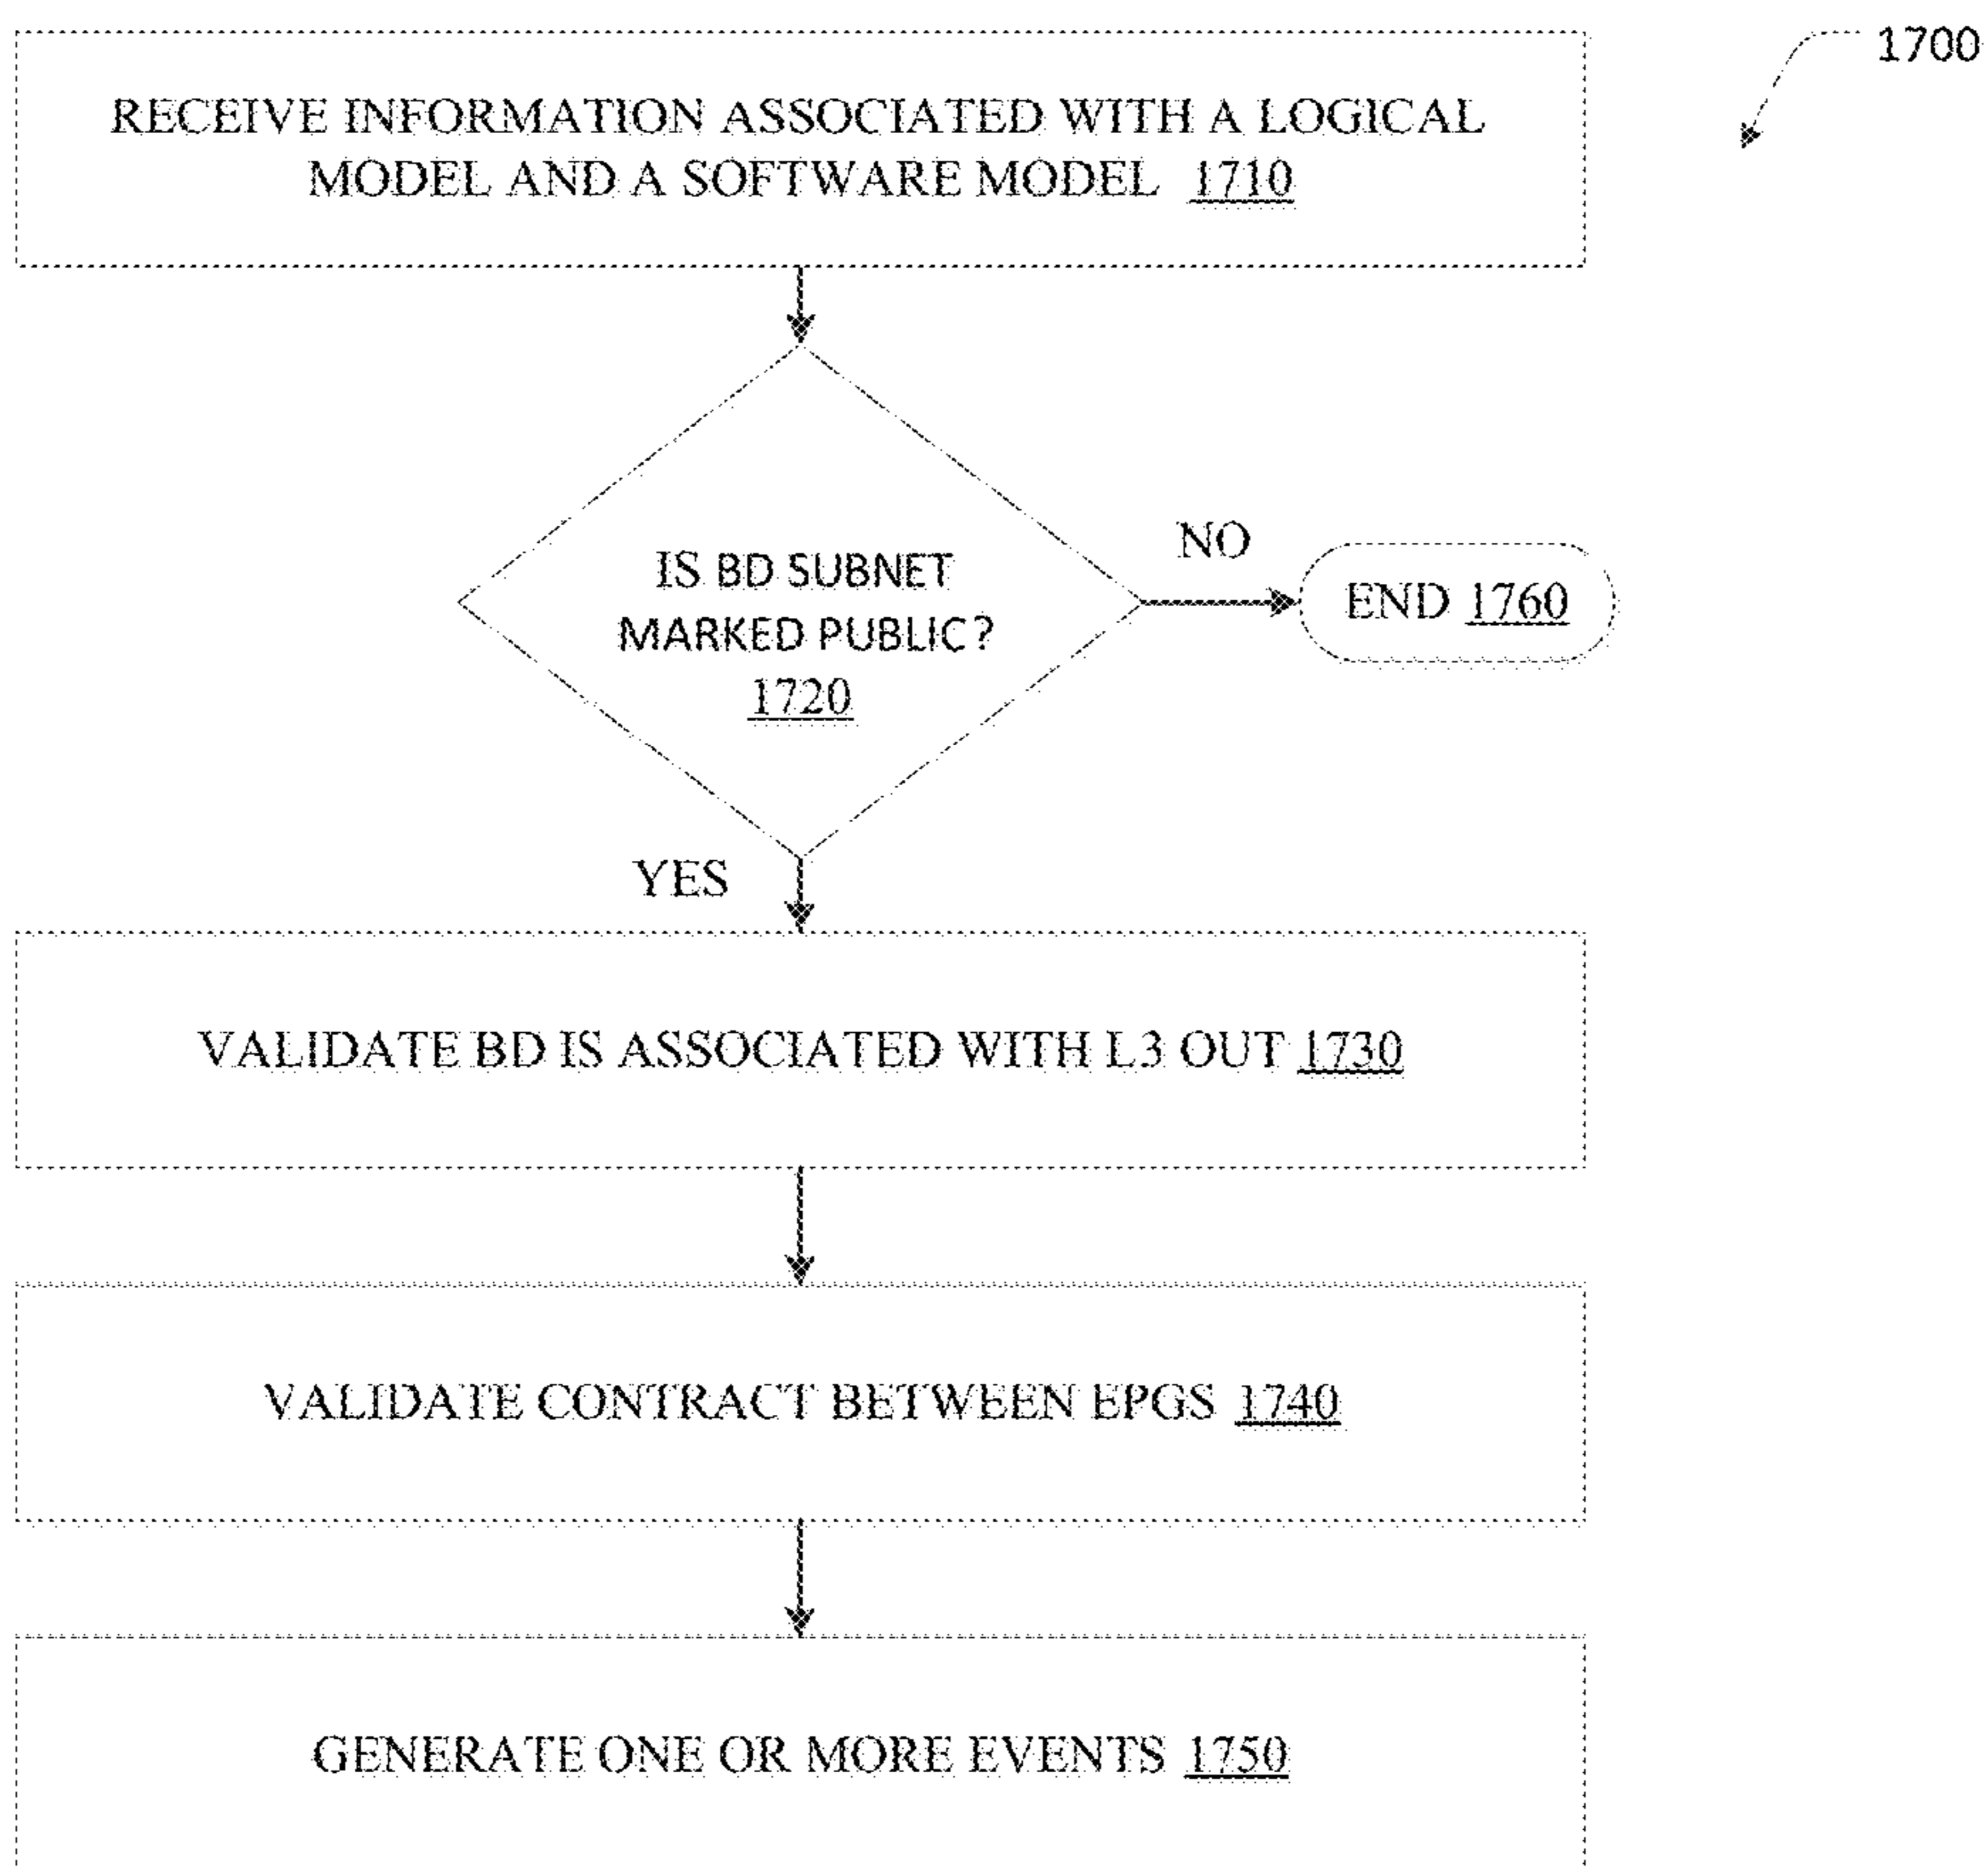 1700
RECEIVE INFORMATION ASSOCIATED WITH A LOGICAL
MODEL AND A SOFTWARE MODEL 1710
IS BD SUBNET
MARKED PUBLIC?
1720
NO
END 1760
YES
VALIDATE BD IS ASSOCIATED WITH L3 OUT 1730
VALIDATE CONTRACT BETWEEN EPGS 1740
GENERATE ONE OR MORE EVENTS 1750